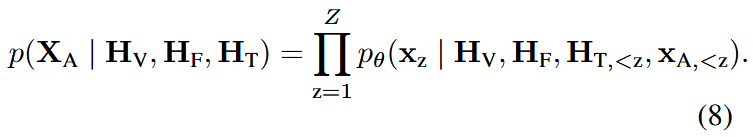 p(X_A | H_V, H_F, H_T) = ∏_{z=1}^{Z} p_θ(x_z | H_V, H_F, H_{T,<z}, x_{A,<z}).
(8)